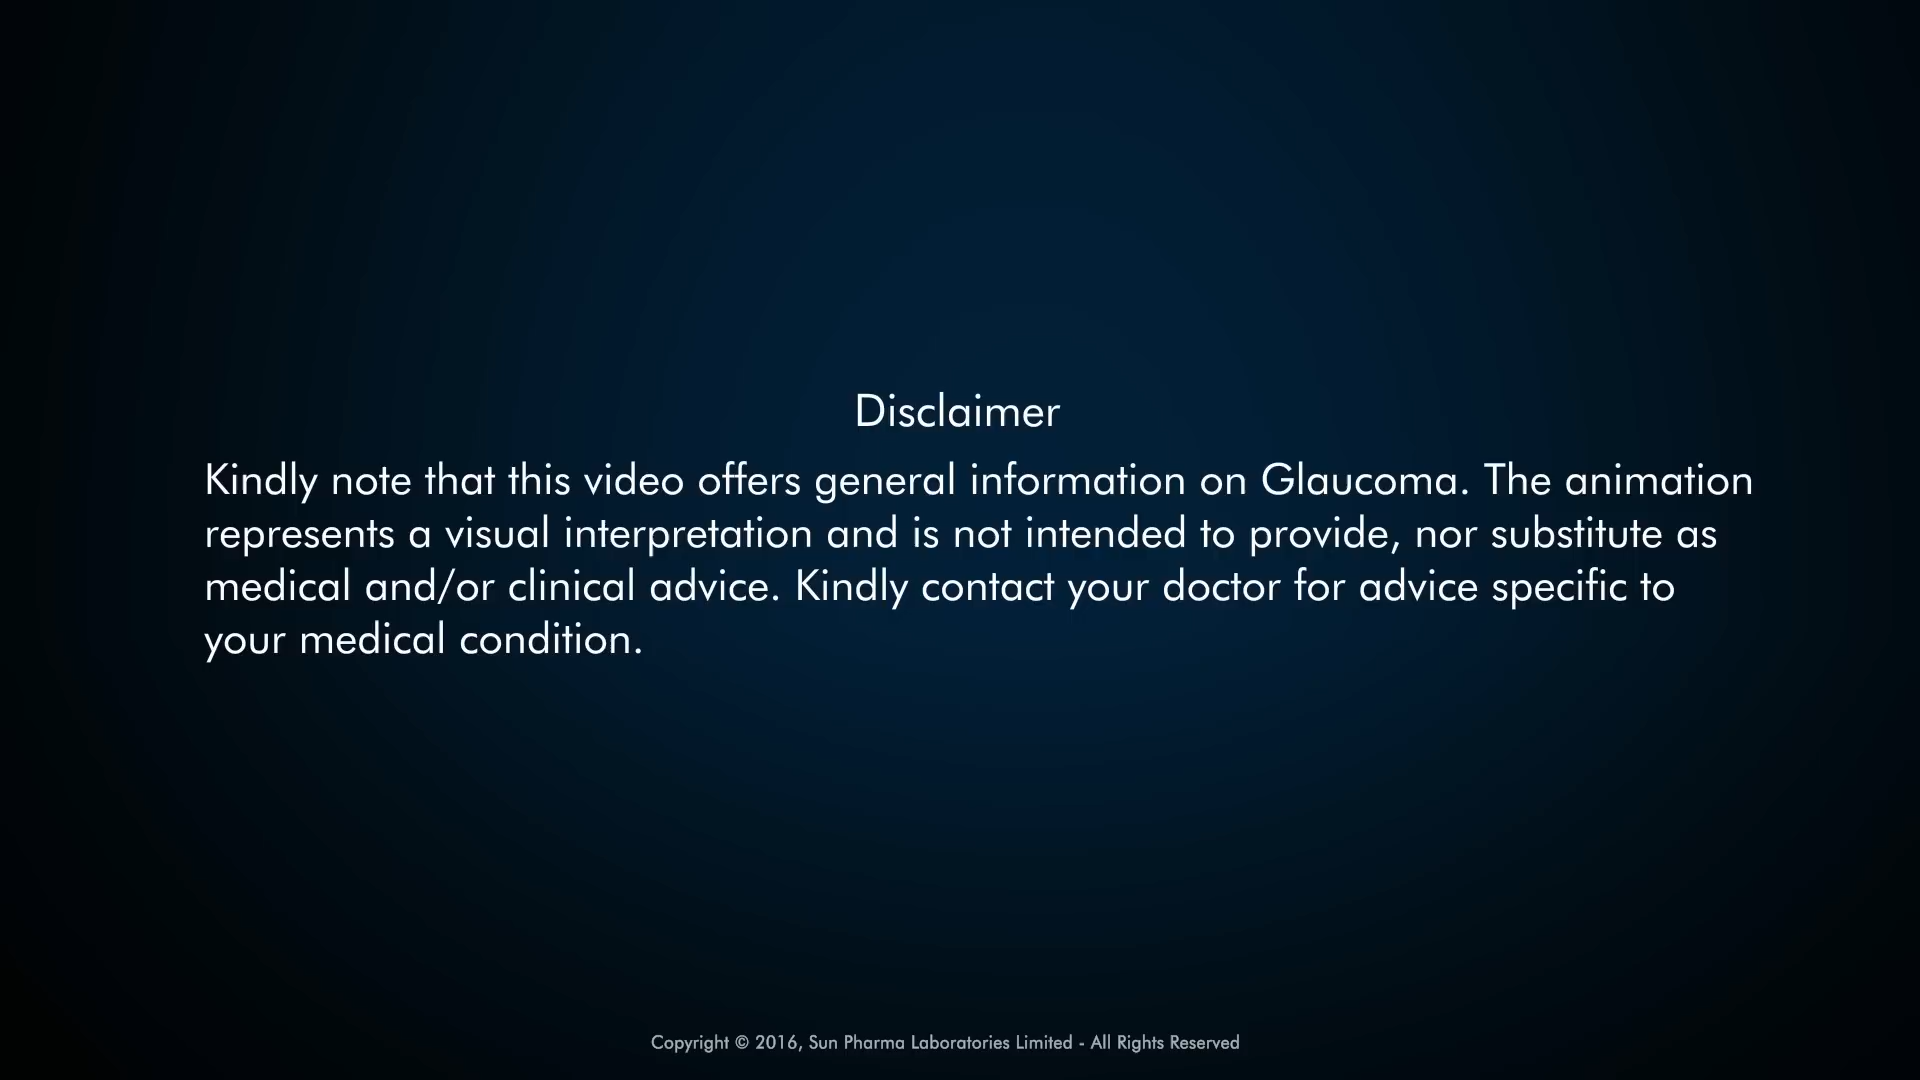 Disclaimer
Kindly note that this video offers general information on Glaucoma. The animation
represents a visual interpretation and is not intended to provide, nor substitute as
medical and/or clinical advice. Kindly contact your doctor for advice specific to
your medical condition.
Copyright © 2016, Sun Pharma Laboratories Limited - All Rights Reserved